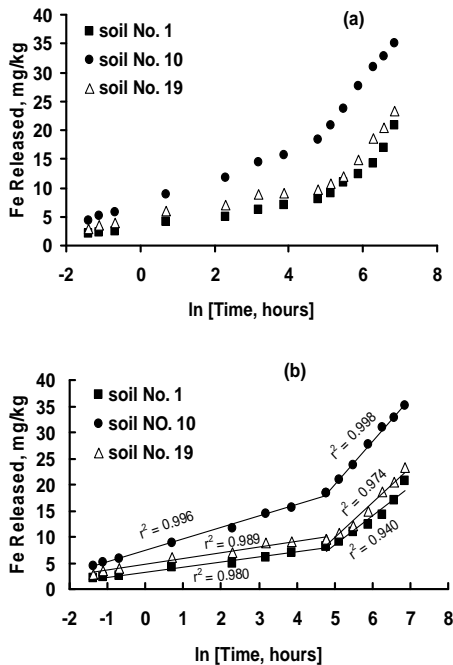 (a)
soil No. 1
soil No. 10
soil No. 19
Fe Released, mg/kg
40
35
30
25
20
15
10
5
0
-2 0 2 4 6 8
ln [Time, hours]
(b)
soil No. 1
soil NO. 10
soil No. 19
Fe Released, mg/kg
40
35
30
25
20
15
10
5
0
r² = 0.996
r² = 0.989
r² = 0.980
r² = 0.998
r² = 0.974
r² = 0.940
-2 -1 0 1 2 3 4 5 6 7 8
ln [Time, hours]